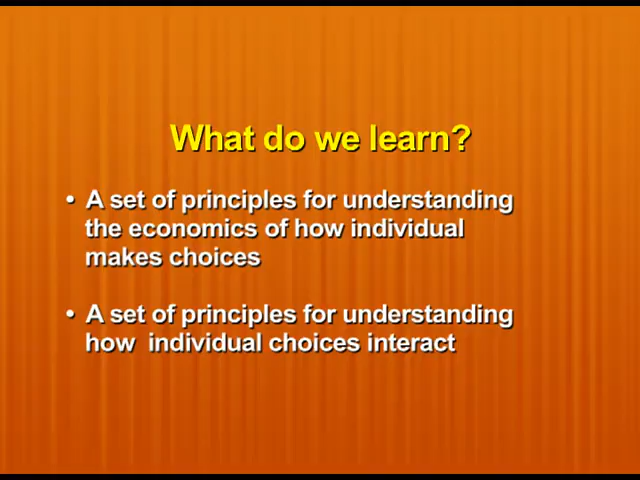 What do we learn?
• A set of principles for understanding
the economics of how individual
makes choices
• A set of principles for understanding
how  individual choices interact